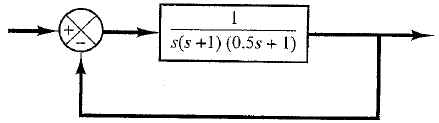 +
−
1
s(s +1) (0.5s + 1)